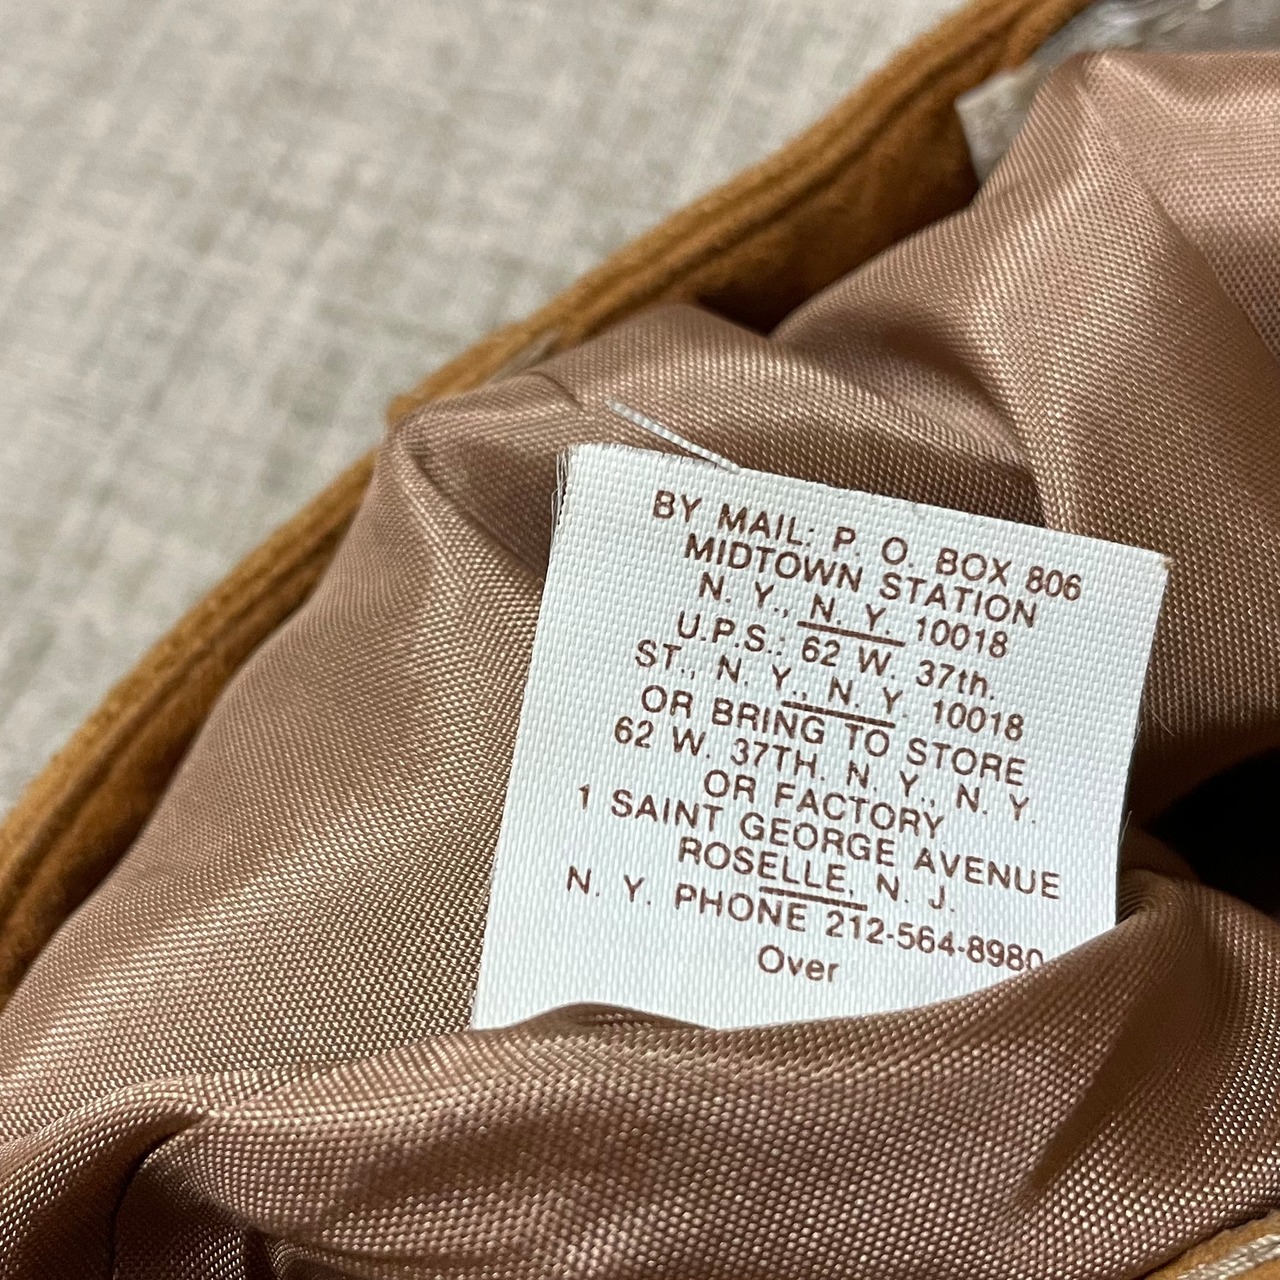 BY MAIL: P. O. BOX 806
MIDTOWN STATION
N. Y., N. Y. 10018
U.P.S.: 62 W. 37th.
ST., N. Y., N. Y. 10018
OR BRING TO STORE
62 W. 37TH. N. Y., N. Y.
OR FACTORY
1 SAINT GEORGE AVENUE
ROSELLE, N. J.
N. Y. PHONE 212-564-8980
Over